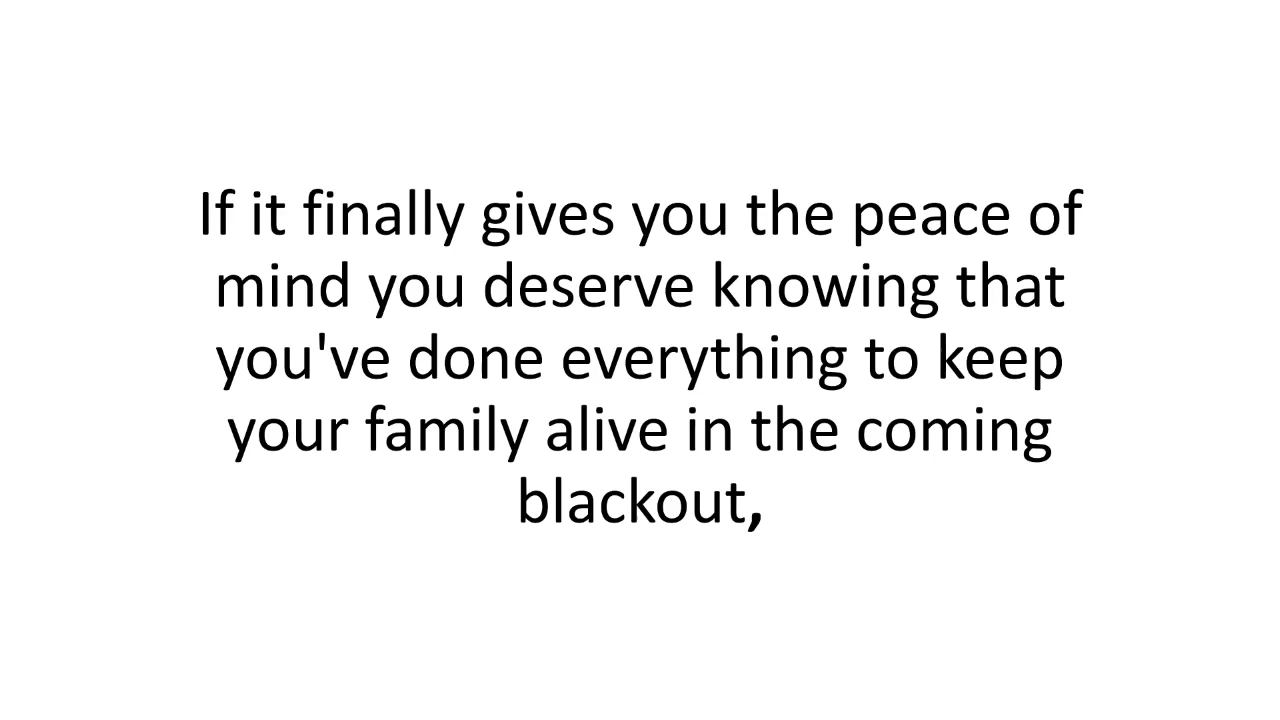 If it finally gives you the peace of
mind you deserve knowing that
you've done everything to keep
your family alive in the coming
blackout,